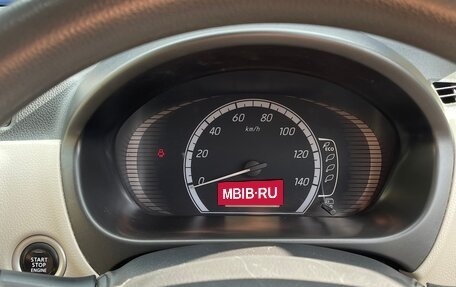 60 80
km/h
40 100
20 120
0 140
ECO
MBIB-RU
START
STOP
ENGINE